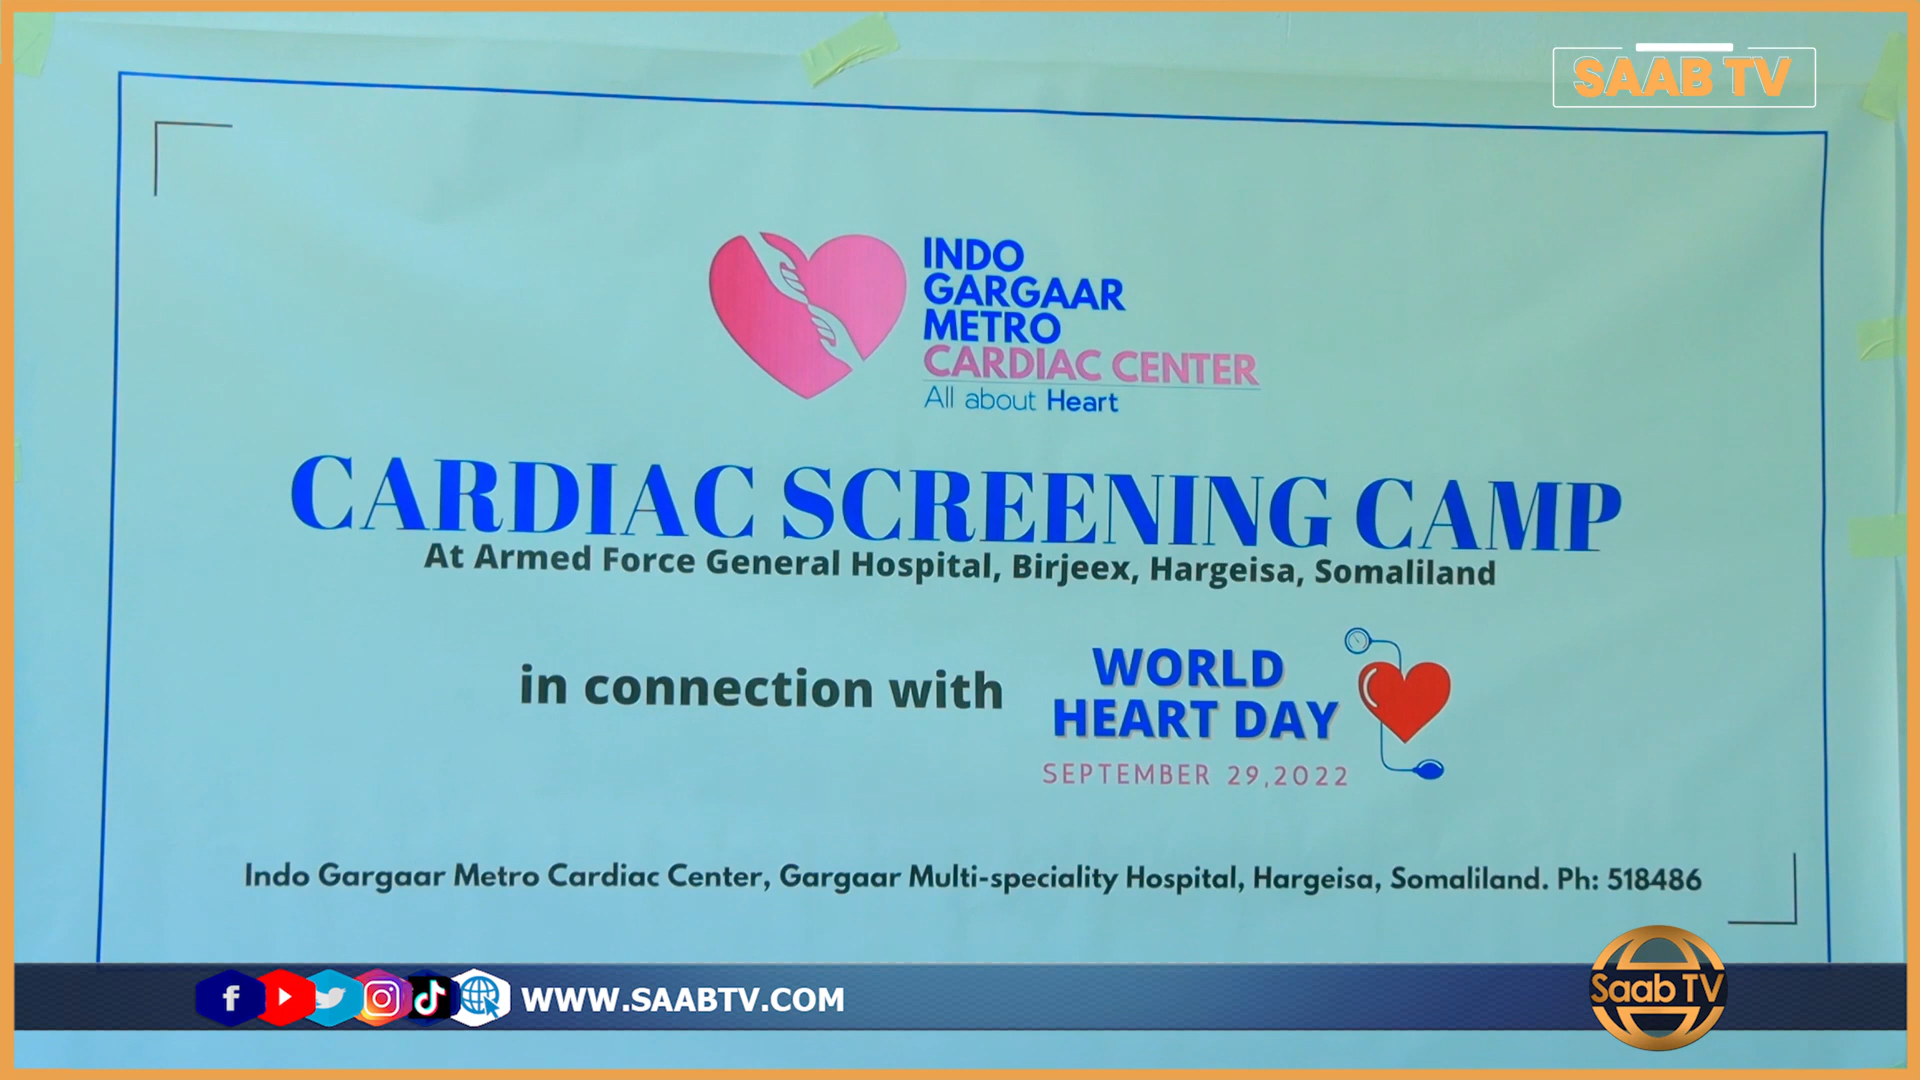 SAAB TV
INDO
GARGAAR
METRO
CARDIAC CENTER
All about Heart
CARDIAC SCREENING CAMP
At Armed Force General Hospital, Birjeex, Hargeisa, Somaliland
in connection with
WORLD
HEART DAY
SEPTEMBER 29,2022
Indo Gargaar Metro Cardiac Center, Gargaar Multi-speciality Hospital, Hargeisa, Somaliland. Ph: 518486
WWW.SAABTV.COM
Saab TV